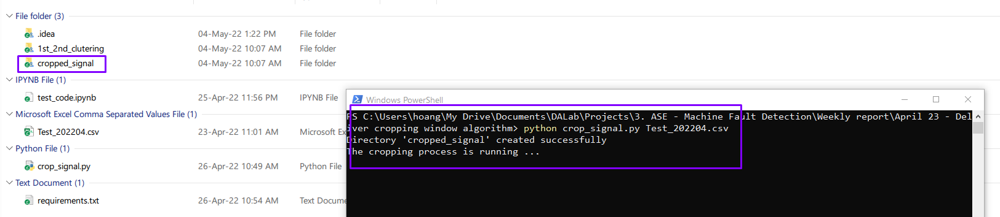 File folder (3)
.idea 04-May-22 1:22 PM File folder
1st_2nd_clutering 04-May-22 10:07 AM File folder
cropped_signal 04-May-22 10:07 AM File folder
IPYNB File (1)
test_code.ipynb 25-Apr-22 11:56 PM IPYNB File
Microsoft Excel Comma Separated Values File (1)
Test_202204.csv 23-Apr-22 11:01 AM Microsoft Ex
Python File (1)
crop_signal.py 26-Apr-22 10:49 AM Python File
Text Document (1)
requirements.txt 26-Apr-22 10:54 AM Text Docume
Windows PowerShell
PS C:\Users\hoang\My Drive\Documents\DALab\Projects\3. ASE - Machine Fault Detection\Weekly report\April 23 - Del
iver cropping window algorithm> python crop_signal.py Test_202204.csv
Directory 'cropped_signal' created successfully
The cropping process is running ...